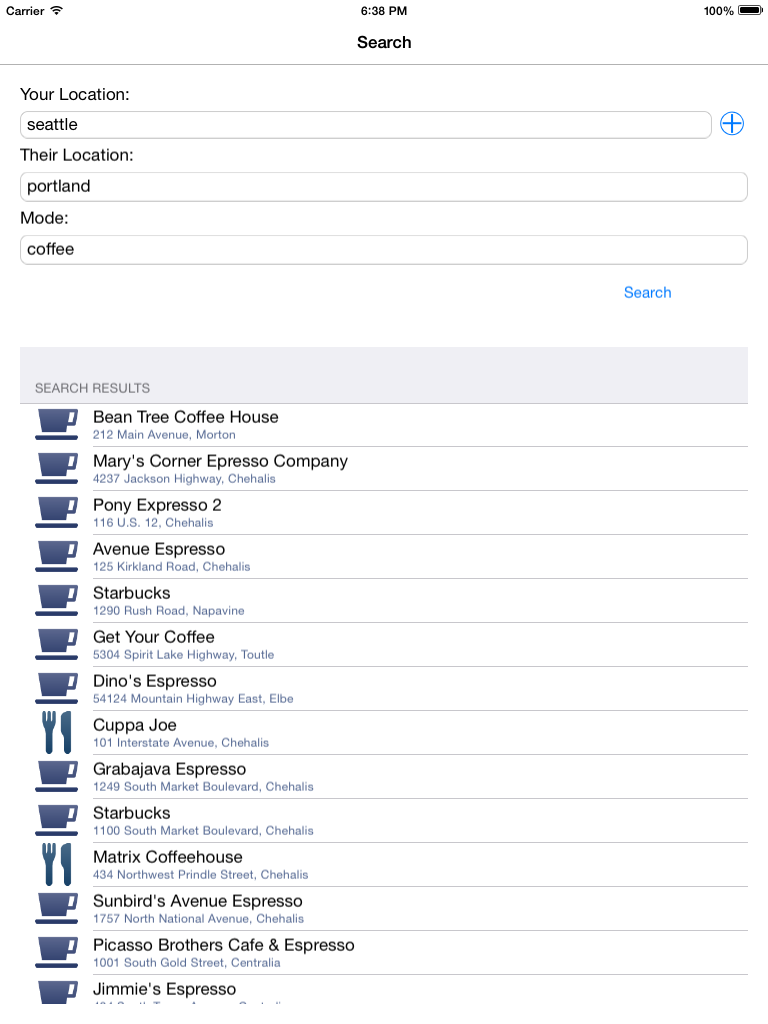 Carrier 6:38 PM 100%
Search
Your Location:
seattle
Their Location:
portland
Mode:
coffee
Search
SEARCH RESULTS
Bean Tree Coffee House
212 Main Avenue, Morton
Mary's Corner Epresso Company
4237 Jackson Highway, Chehalis
Pony Expresso 2
116 U.S. 12, Chehalis
Avenue Espresso
125 Kirkland Road, Chehalis
Starbucks
1290 Rush Road, Napavine
Get Your Coffee
5304 Spirit Lake Highway, Toutle
Dino's Espresso
54124 Mountain Highway East, Elbe
Cuppa Joe
101 Interstate Avenue, Chehalis
Grabajava Espresso
1249 South Market Boulevard, Chehalis
Starbucks
1100 South Market Boulevard, Chehalis
Matrix Coffeehouse
434 Northwest Prindle Street, Chehalis
Sunbird's Avenue Espresso
1757 North National Avenue, Chehalis
Picasso Brothers Cafe & Espresso
1001 South Gold Street, Centralia
Jimmie's Espresso